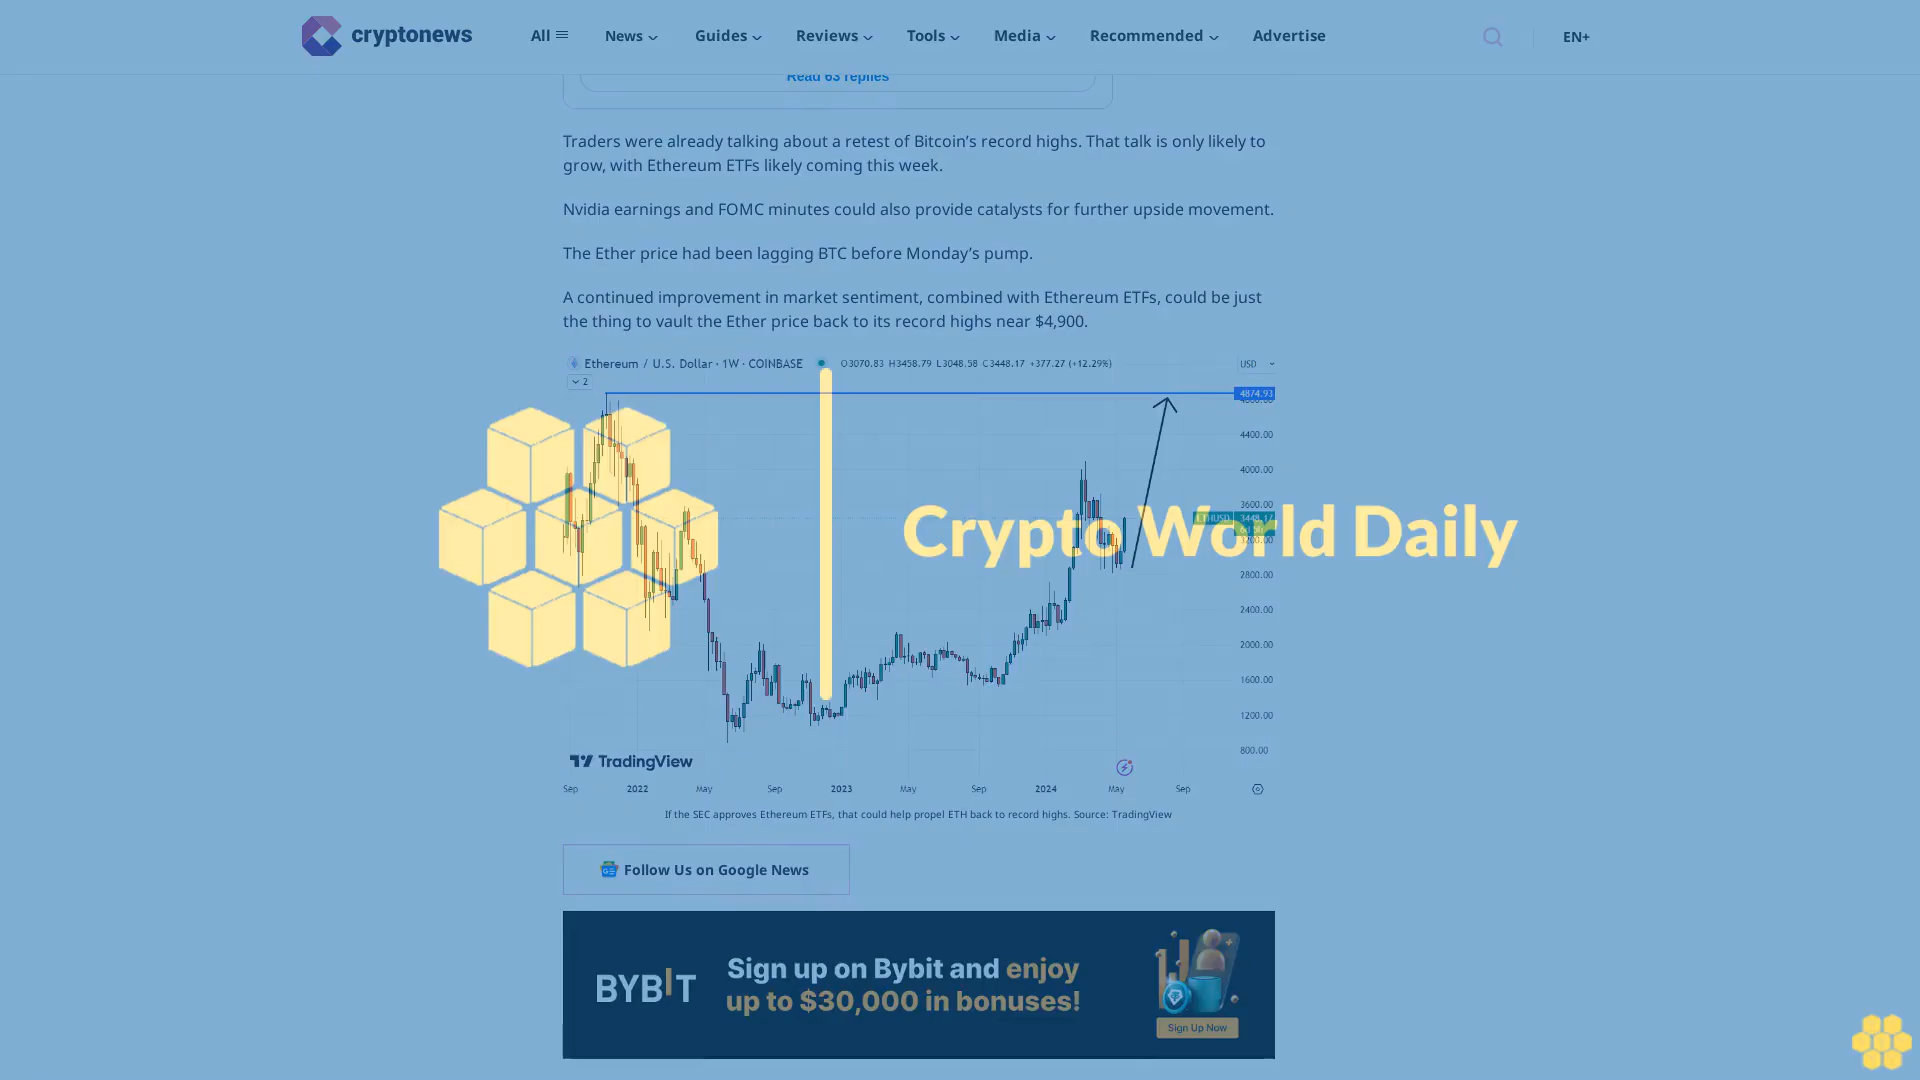 cryptonews
All
News
Guides
Reviews
Tools
Media
Recommended
Advertise
EN+
Read 63 replies
Traders were already talking about a retest of Bitcoin’s record highs. That talk is only likely to
grow, with Ethereum ETFs likely coming this week.
Nvidia earnings and FOMC minutes could also provide catalysts for further upside movement.
The Ether price had been lagging BTC before Monday’s pump.
A continued improvement in market sentiment, combined with Ethereum ETFs, could be just
the thing to vault the Ether price back to its record highs near $4,900.
Ethereum / U.S. Dollar · 1W · COINBASE
O3070.83 H3458.79 L3048.58 C3448.17 +377.27 (+12.29%)
USD
2
4874.93
4400.00
4000.00
3600.00
ETHUSD 3448.17
3200.00
2800.00
2400.00
2000.00
1600.00
1200.00
800.00
Crypto World Daily
TradingView
Sep 2022 May Sep 2023 May Sep 2024 May Sep
If the SEC approves Ethereum ETFs, that could help propel ETH back to record highs. Source: TradingView
Follow Us on Google News
BYBIT
Sign up on Bybit and enjoy
up to $30,000 in bonuses!
Sign Up Now